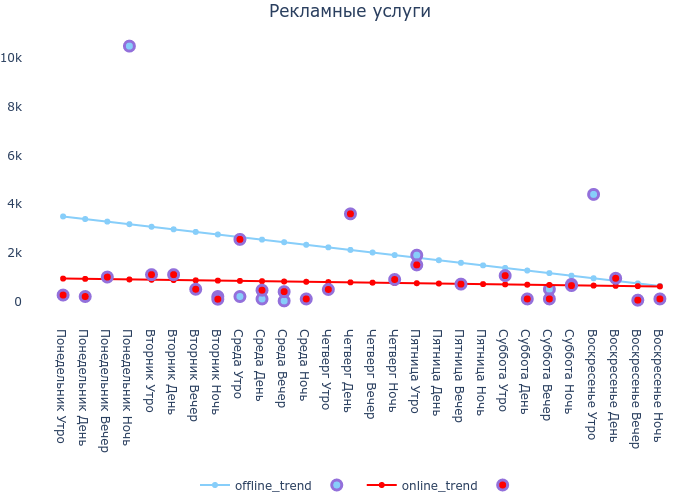 Рекламные услуги
10k
8k
6k
4k
2k
0
Понедельник Утро
Понедельник День
Понедельник Вечер
Понедельник Ночь
Вторник Утро
Вторник День
Вторник Вечер
Вторник Ночь
Среда Утро
Среда День
Среда Вечер
Среда Ночь
Четверг Утро
Четверг День
Четверг Вечер
Четверг Ночь
Пятница Утро
Пятница День
Пятница Вечер
Пятница Ночь
Суббота Утро
Суббота День
Суббота Вечер
Суббота Ночь
Воскресенье Утро
Воскресенье День
Воскресенье Вечер
Воскресенье Ночь
offline_trend
online_trend